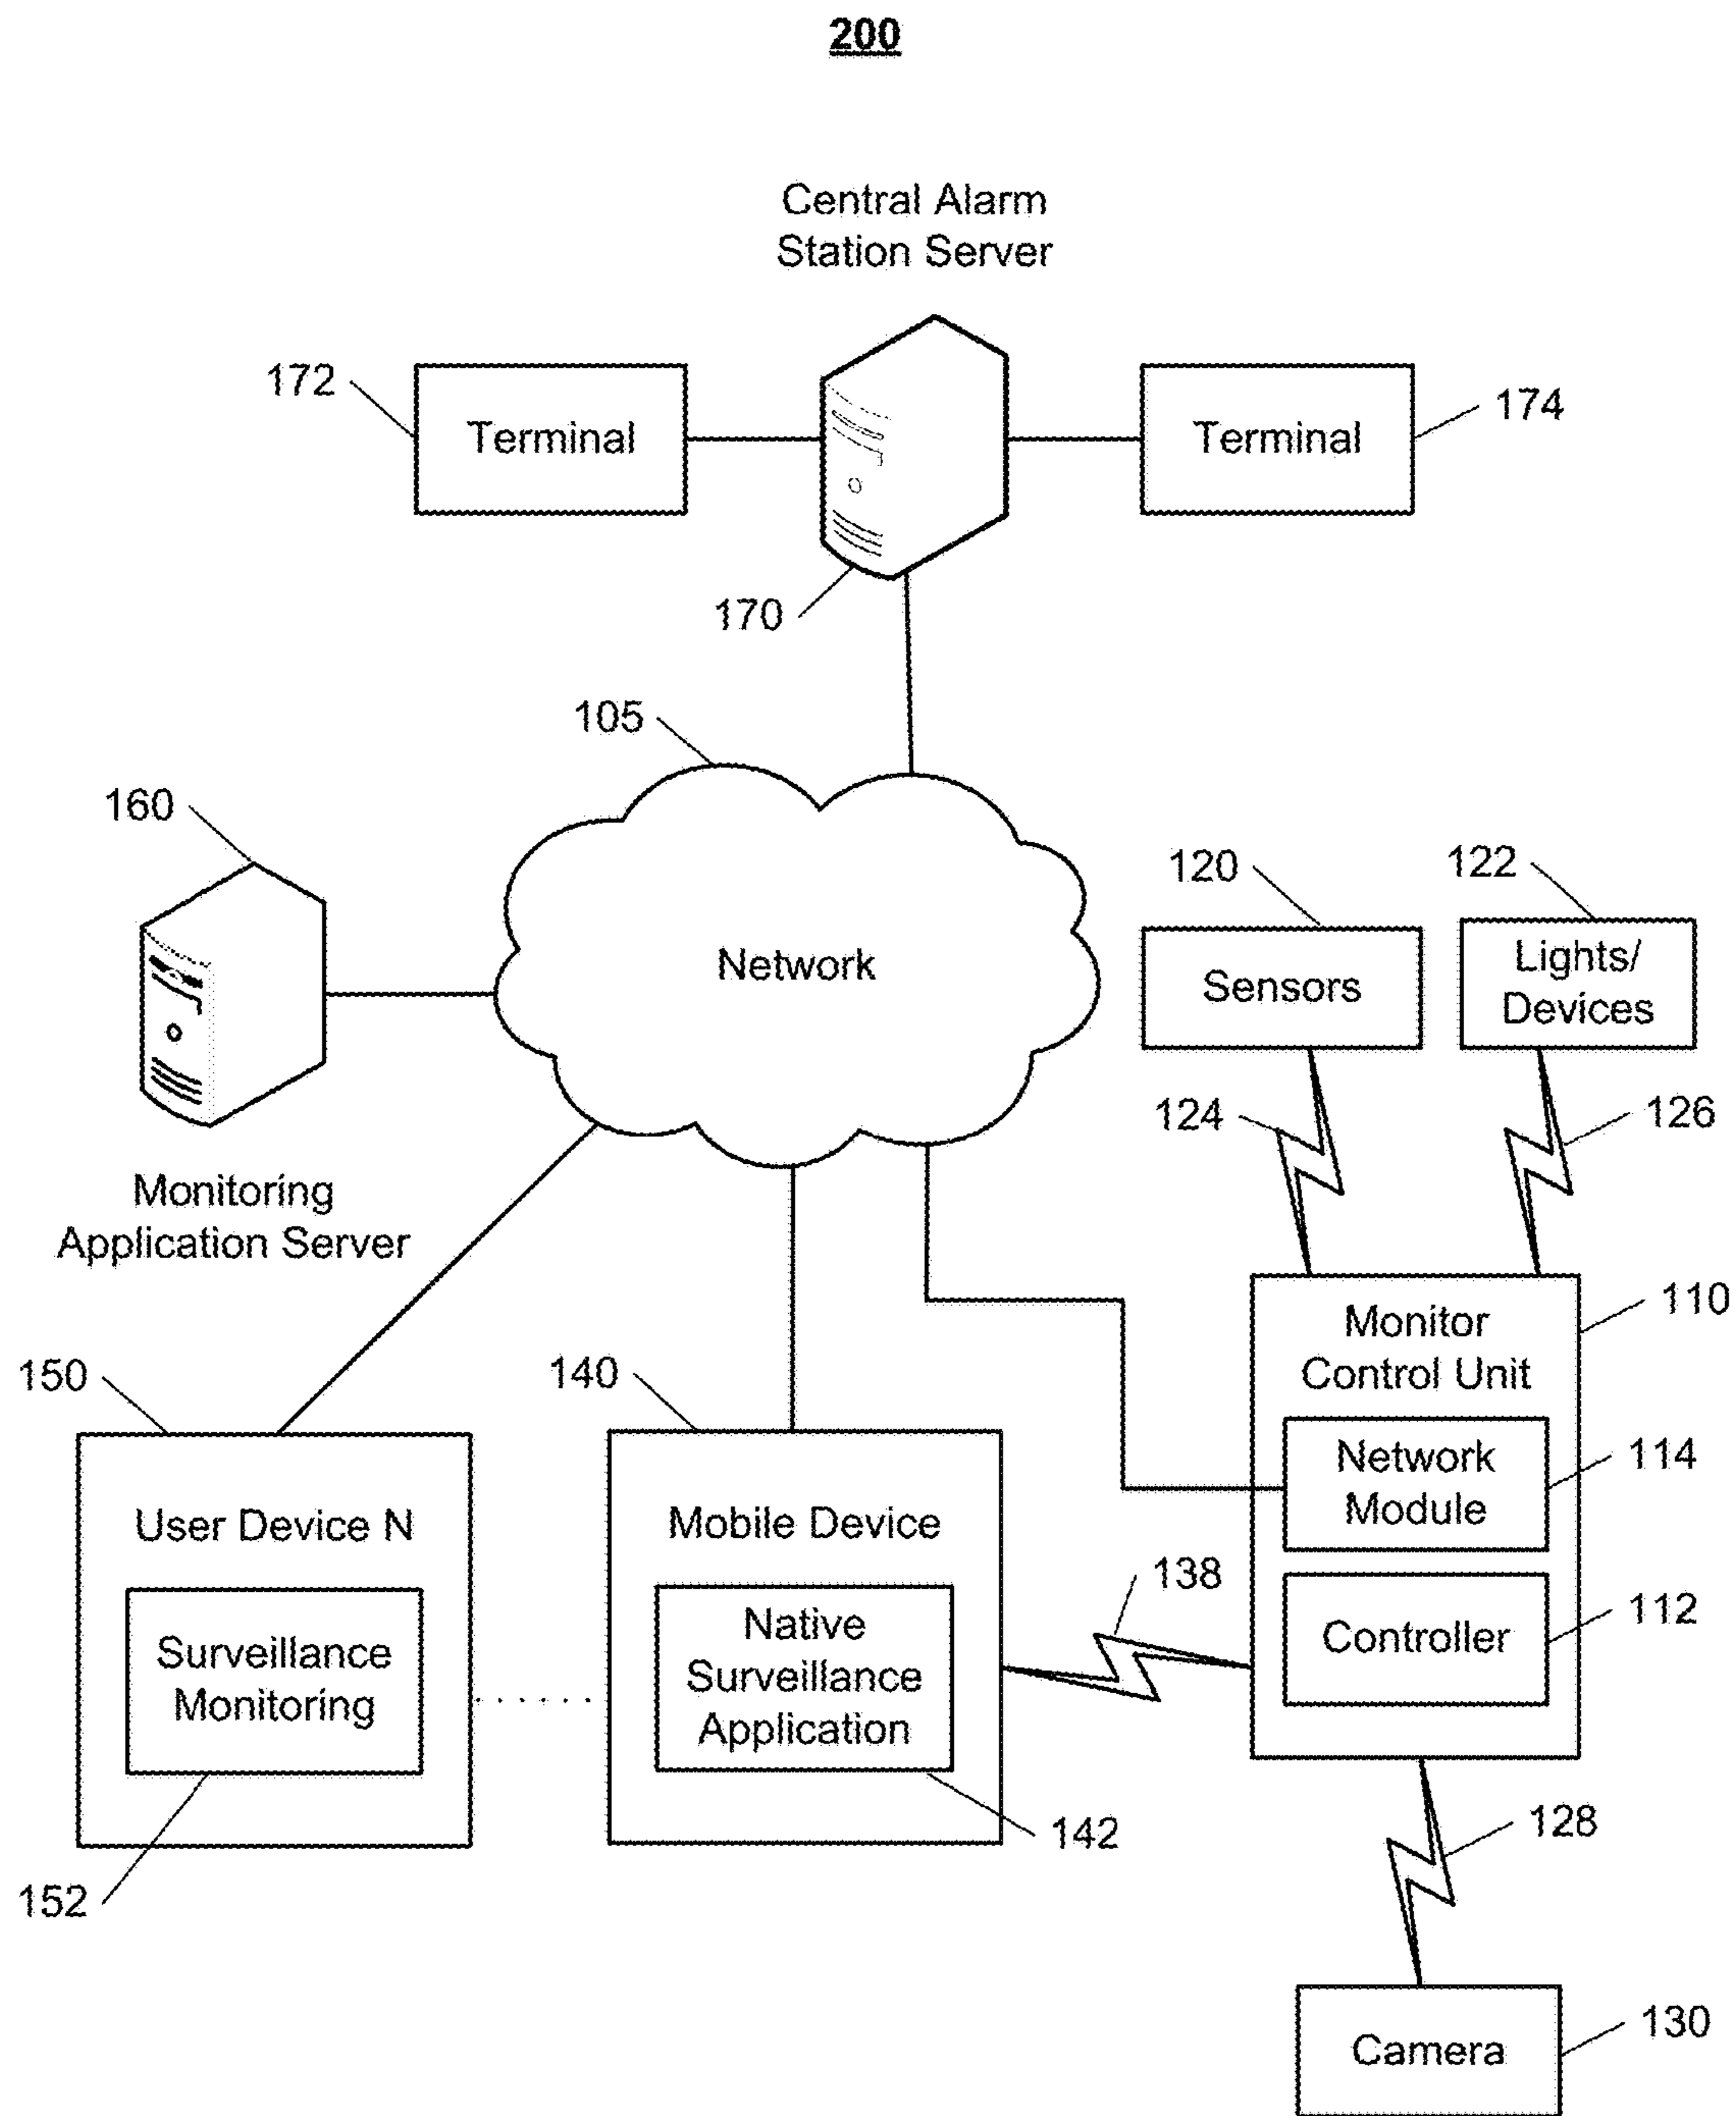 200
Central Alarm
Station Server
172
Terminal
Terminal
174
170
105
160
Network
120
122
Sensors
Lights/
Devices
124
126
Monitoring
Application Server
110
Monitor
Control Unit
150
140
Network
Module
114
User Device N
Mobile Device
138
Controller
112
Surveillance
Monitoring
Native
Surveillance
Application
152
142
128
Camera
130